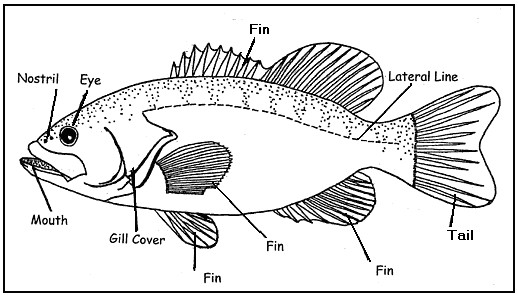 Fin
Nostril
Eye
Lateral Line
Mouth
Gill Cover
Fin
Fin
Fin
Tail